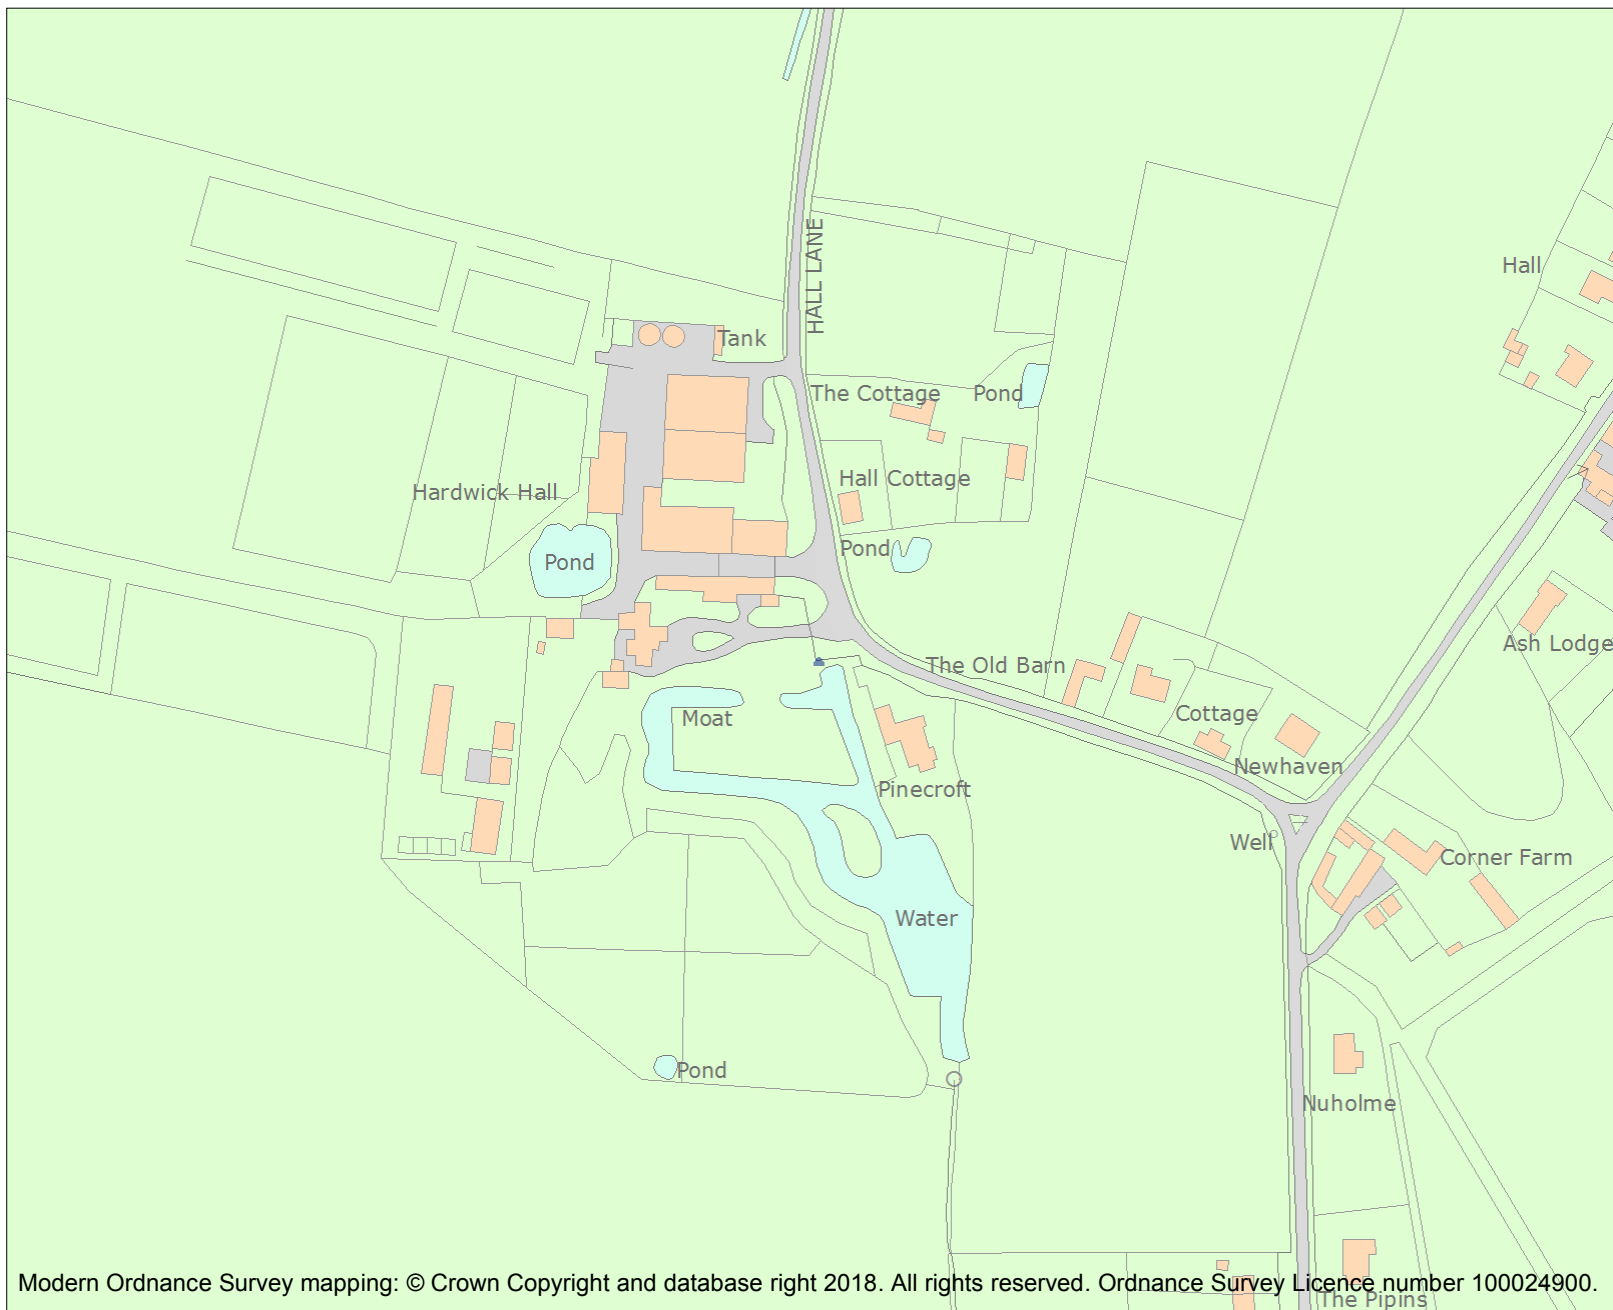 HALL LANE
Hall
Tank
The Cottage
Pond
Hall Cottage
Hardwick Hall
Pond
Pond
Ash Lodge
The Old Barn
Moat
Cottage
Newhaven
Pinecroft
Well
Corner Farm
Water
Pond
Nuholme
Modern Ordnance Survey mapping: © Crown Copyright and database right 2018. All rights reserved. Ordnance Survey Licence number 100024900.
The Pipins